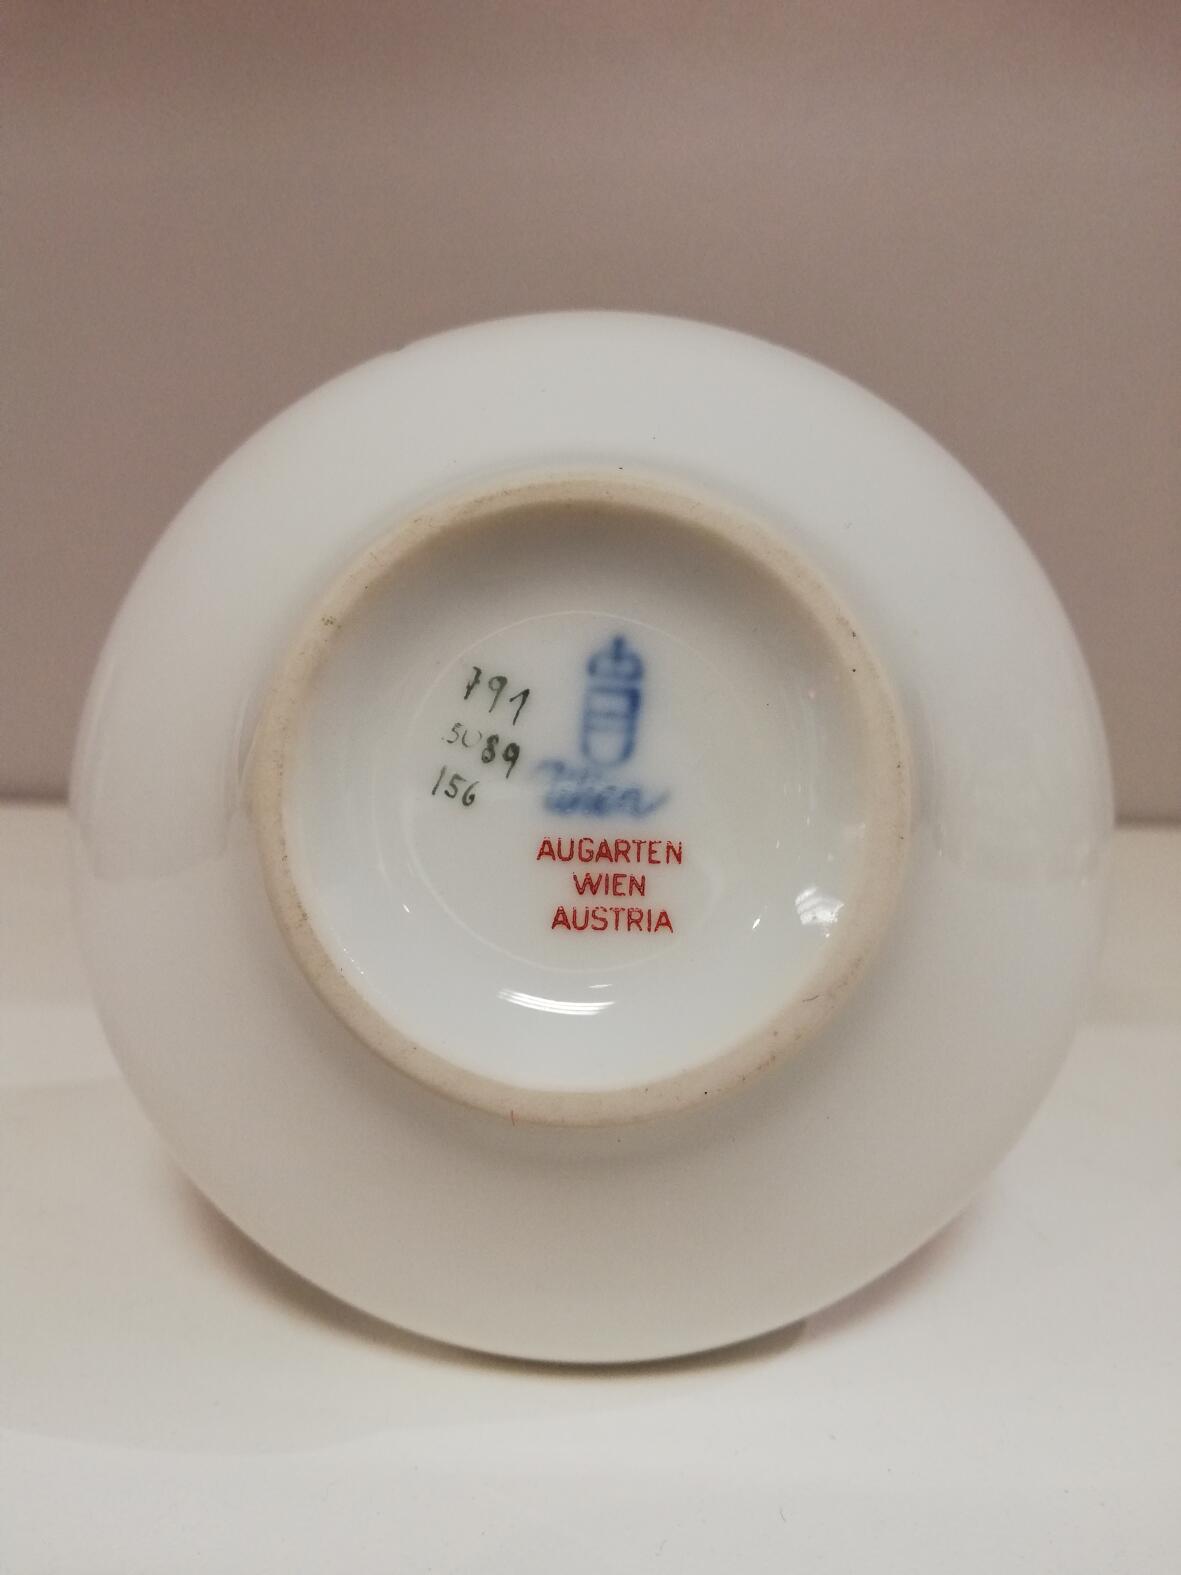 791
5089
156
Wien
AUGARTEN
WIEN
AUSTRIA